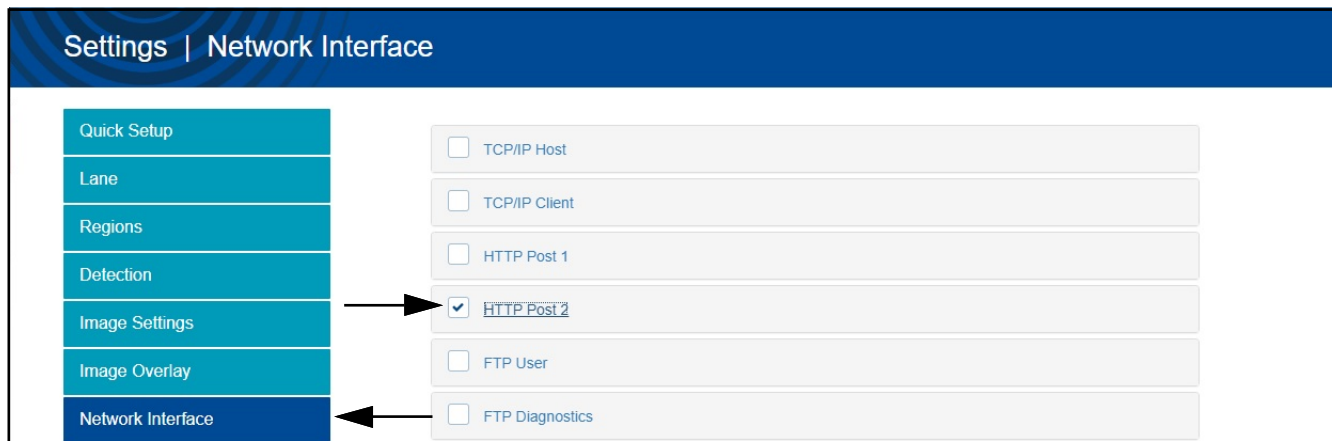 Settings | Network Interface
Quick Setup
Lane
Regions
Detection
Image Settings
Image Overlay
Network Interface
TCP/IP Host
TCP/IP Client
HTTP Post 1
HTTP Post 2
FTP User
FTP Diagnostics